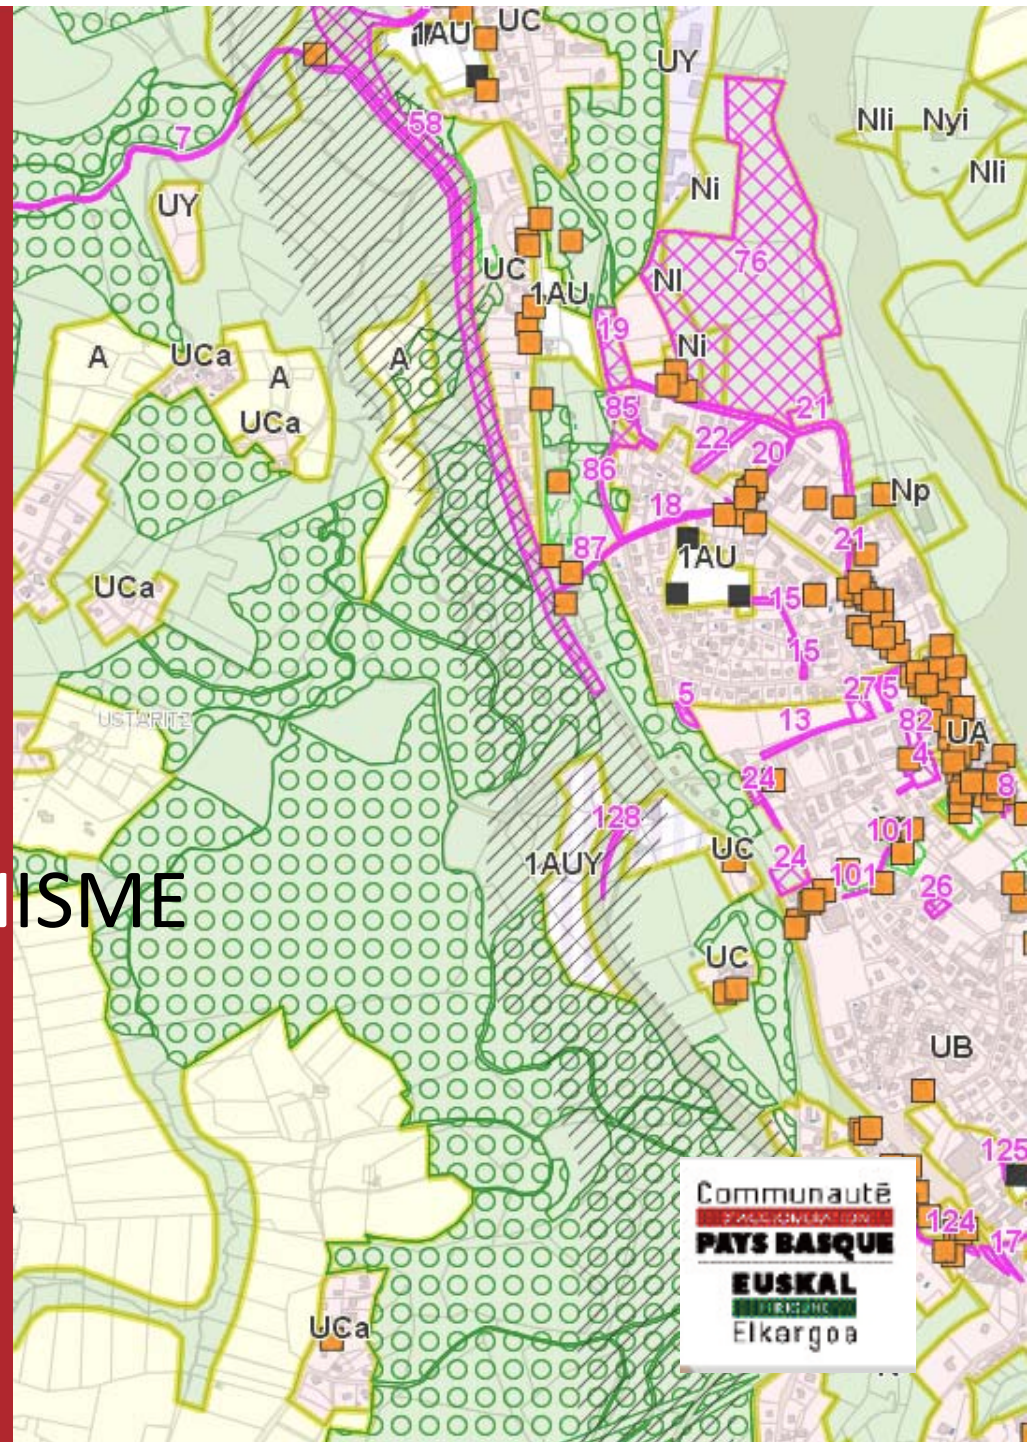 1AU
UC
UY
58
7
Nli
Nyi
Nli
Ni
UY
76
UC
Nl
1AU
19
Ni
A
UCa
A
A
UCa
85
21
22
20
86
Np
18
87
21
1AU
UCa
15
15
5
27
5
USTARITZ
13
82
UA
4
24
8
128
101
1AUY
UC
24
101
26
ISME
UC
UB
125
Communauté
D'AGGLOMÉRATION
PAYS BASQUE
EUSKAL
HIRIGUNE
Elkargoa
124
17
UCa